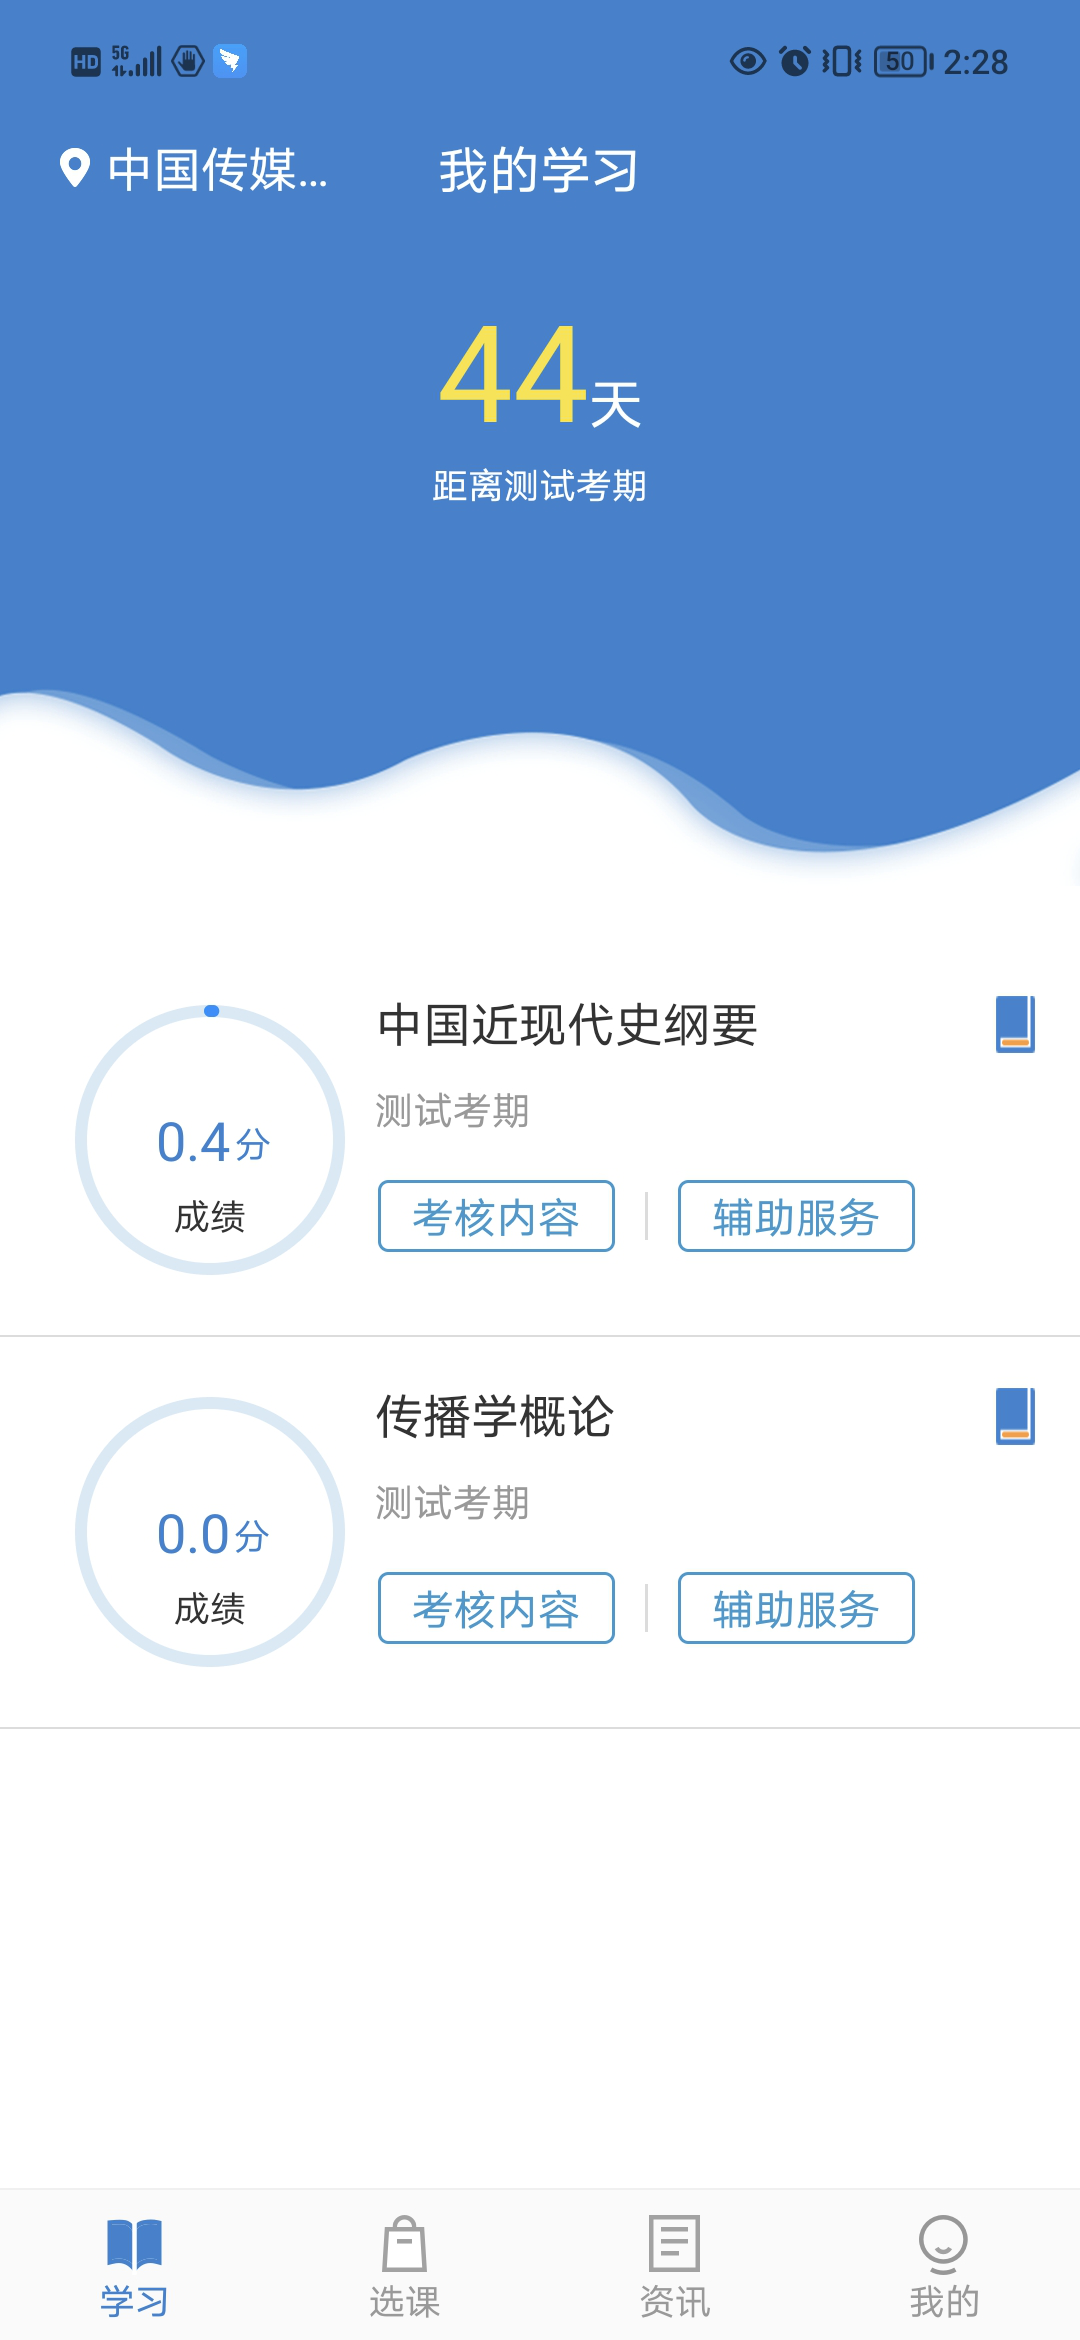 HD 5G 50 2:28
中国传媒...
我的学习
44天
距离测试考期
中国近现代史纲要
测试考期
0.4分
成绩
考核内容
辅助服务
传播学概论
测试考期
0.0分
成绩
考核内容
辅助服务
学习
选课
资讯
我的